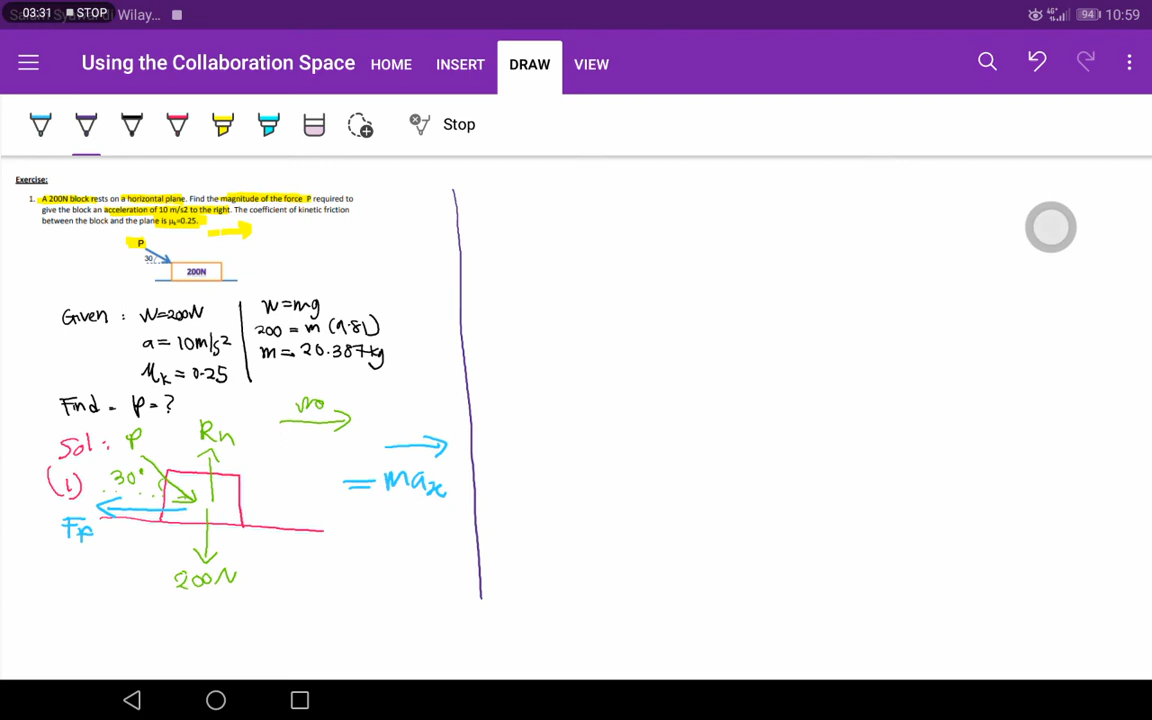 03:31 STOP
Wilay...
4G
94
10:59
Using the Collaboration Space
HOME
INSERT
DRAW
VIEW
Stop
Exercise:
1. A 200N block rests on a horizontal plane. Find the magnitude of the force P required to
give the block an acceleration of 10 m/s2 to the right. The coefficient of kinetic friction
between the block and the plane is μk=0.25.
P
30
200N
Given : W=200N
a = 10m/s2
μk = 0.25
W=mg
200 = m (9.81)
m = 20.387kg
Find = P = ?
mo
Sol :
(1)
P
Rn
30°
FR
200N
= max